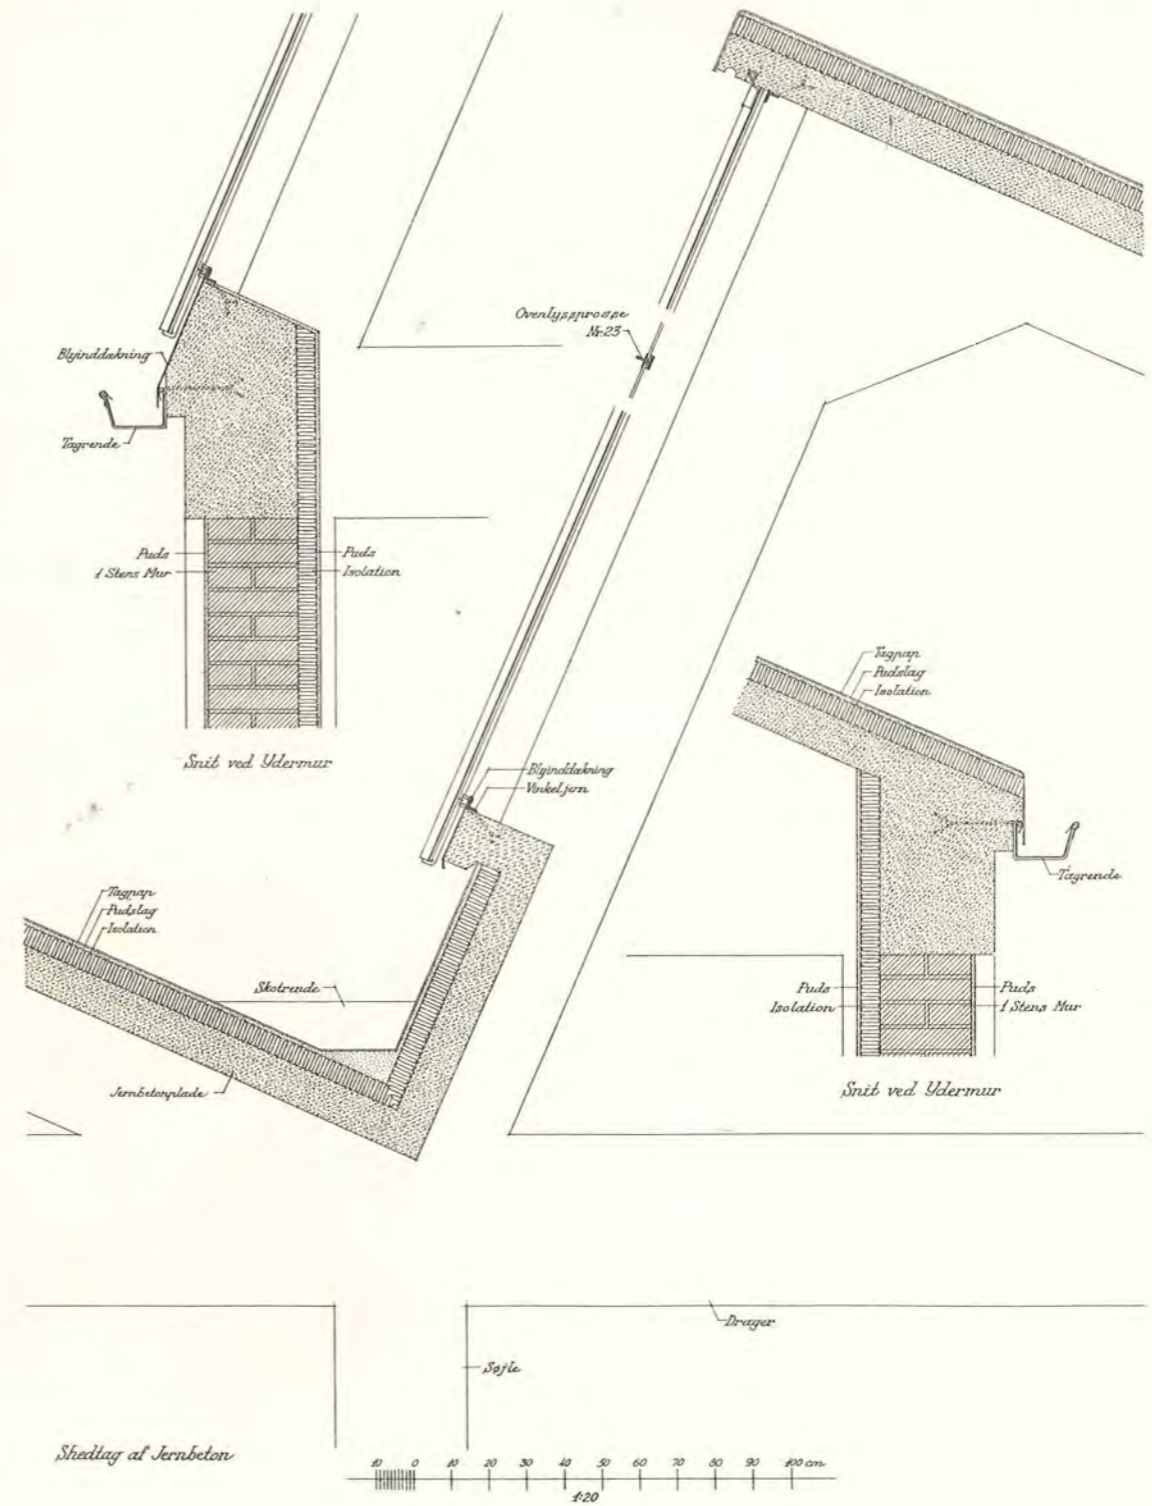 Ovenlyssprosse
Nr.23
Blyinddækning
Tagrende
Puds
1 Stens Mur
Puds
Isolation
Snit ved Ydermur
Tagpap
Pudslag
Isolation
Blyinddækning
Vinkeljern
Tagrende
Tagpap
Pudslag
Isolation
Skotrende
Puds
Isolation
Puds
1 Stens Mur
Jernbetonplade
Snit ved Ydermur
Drager
Søjle
Shedtag af Jernbeton
10 0 10 20 30 40 50 60 70 80 90 100 cm
1:20